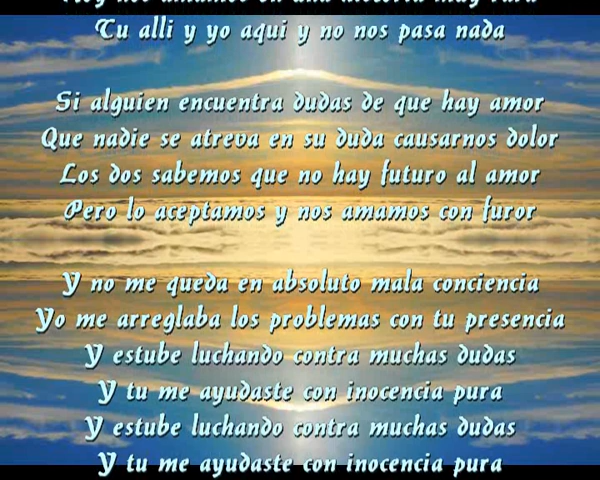 Tu alli y yo aqui y no nos pasa nada
Si alguien encuentra dudas de que hay amor
Que nadie se atreva en su duda causarnos dolor
Los dos sabemos que no hay futuro al amor
Pero lo aceptamos y nos amamos con furor
Y no me queda en absoluto mala conciencia
Yo me arreglaba los problemas con tu presencia
Y estube luchando contra muchas dudas
Y tu me ayudaste con inocencia pura
Y estube luchando contra muchas dudas
Y tu me ayudaste con inocencia pura